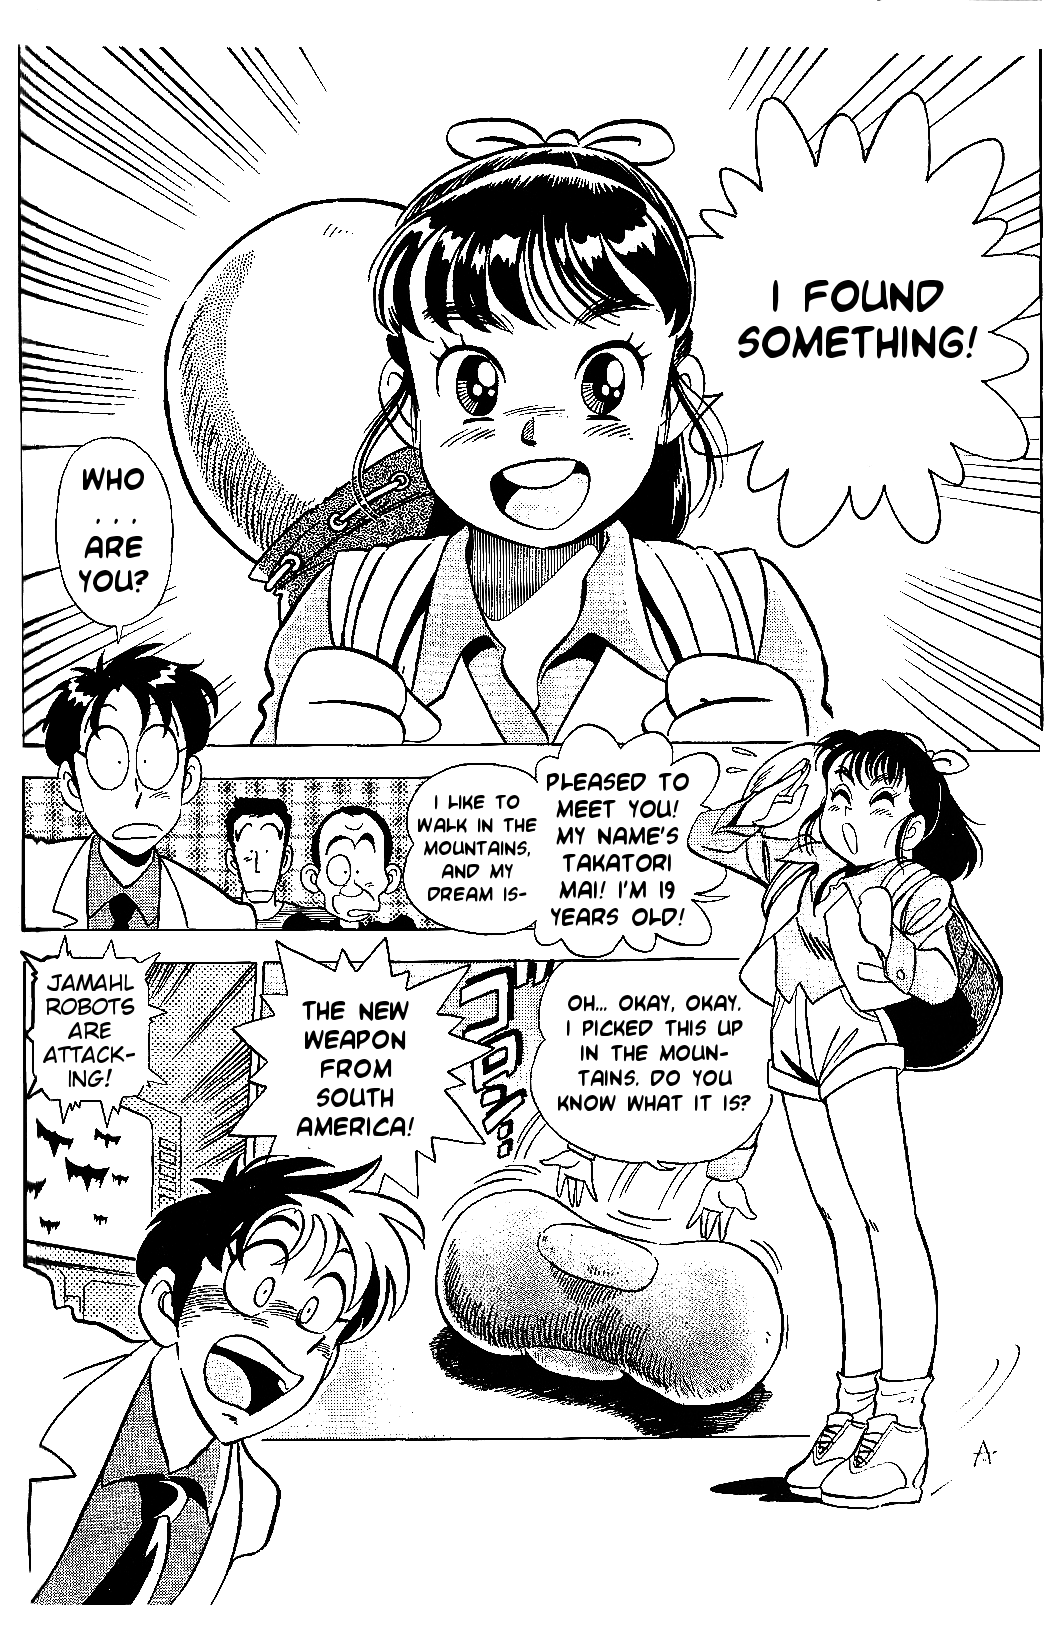 I FOUND
SOMETHING!
WHO
...
ARE
YOU?
PLEASED TO
MEET YOU!
MY NAME'S
TAKATORI
MAI! I'M 19
YEARS OLD!
I LIKE TO
WALK IN THE
MOUNTAINS,
AND MY
DREAM IS-
OH... OKAY, OKAY.
I PICKED THIS UP
IN THE MOUN-
TAINS. DO YOU
KNOW WHAT IT IS?
THE NEW
WEAPON
FROM
SOUTH
AMERICA!
JAMAHL
ROBOTS
ARE
ATTACK-
ING!